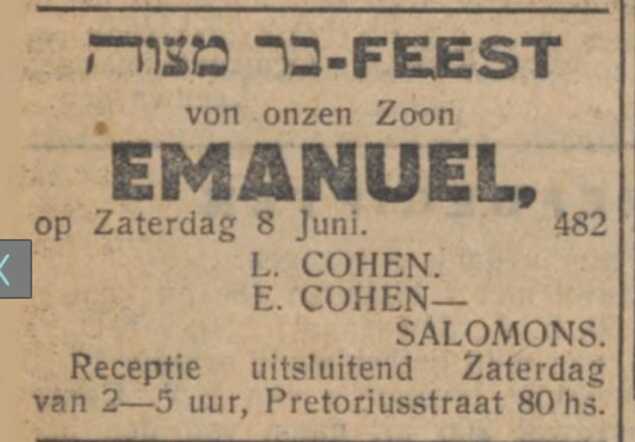 בר מצוה-FEEST
von onzen Zoon
EMANUEL,
op Zaterdag 8 Juni. 482
L. COHEN.
E. COHEN—
SALOMONS.
Receptie uitsluitend Zaterdag
van 2—5 uur, Pretoriusstraat 80 hs.